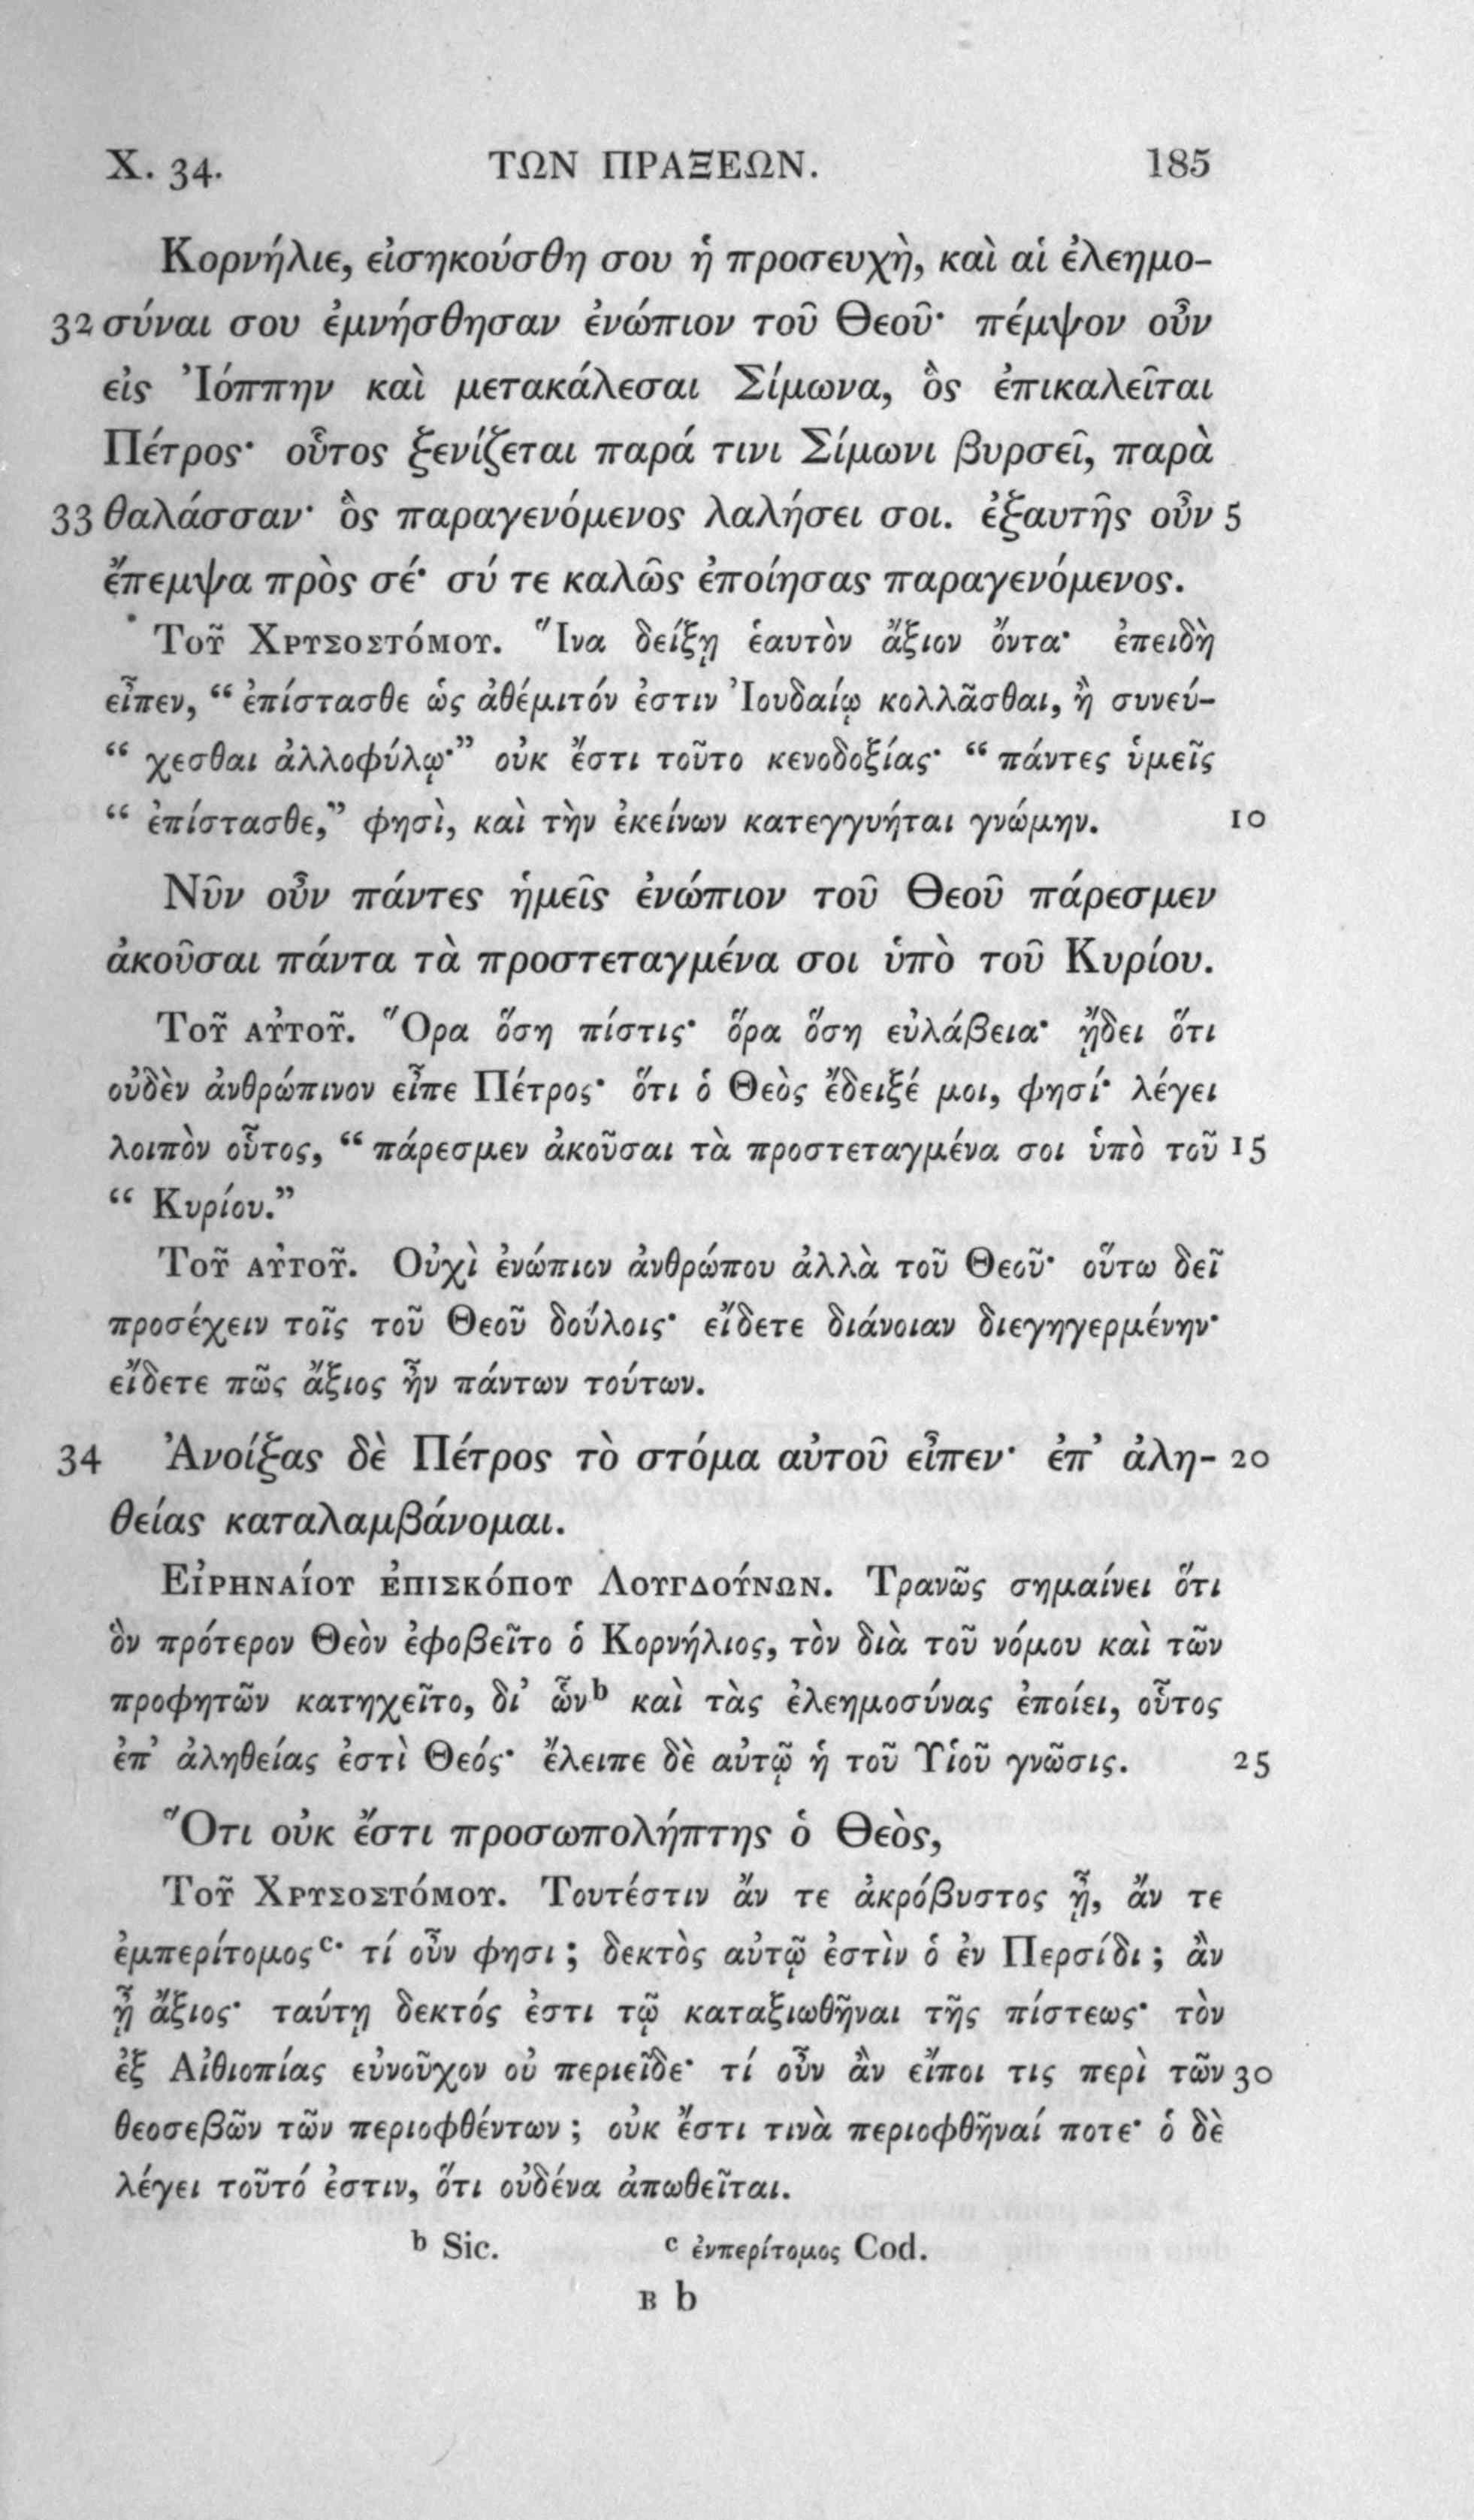 X. 34. ΤΩΝ ΠΡΑΞΕΩΝ. 185
Κορνήλιε, εἰσηκούσθη σου ἡ προσευχὴ, καὶ αἱ ἐλεημο-
32 σύναι σου ἐμνήσθησαν ἐνώπιον τοῦ Θεοῦ· πέμψον οὖν
εἰς Ἰόππην καὶ μετακάλεσαι Σίμωνα, ὃς ἐπικαλεῖται
Πέτρος· οὗτος ξενίζεται παρά τινι Σίμωνι βυρσεῖ, παρὰ
33 θαλάσσαν· ὃς παραγενόμενος λαλήσει σοι. ἐξαυτῆς οὖν 5
ἔπεμψα πρὸς σέ· σύ τε καλῶς ἐποίησας παραγενόμενος.
Τοῦ Χρυσοστόμου. Ἵνα δείξῃ ἑαυτὸν ἄξιον ὄντα· ἐπειδὴ
εἶπεν, “ ἐπίστασθε ὡς ἀθέμιτόν ἐστιν Ἰουδαίῳ κολλᾶσθαι, ἢ συνεύ-
“ χεσθαι ἀλλοφύλῳ·” οὐκ ἔστι τοῦτο κενοδοξίας· “ πάντες ὑμεῖς
“ ἐπίστασθε,” φησὶ, καὶ τὴν ἐκείνων κατεγγυήται γνώμην. 10
Νῦν οὖν πάντες ἡμεῖς ἐνώπιον τοῦ Θεοῦ πάρεσμεν
ἀκοῦσαι πάντα τὰ προστεταγμένα σοι ὑπὸ τοῦ Κυρίου.
Τοῦ αὐτοῦ. Ὅρα ὅση πίστις· ὅρα ὅση εὐλάβεια· ᾔδει ὅτι
οὐδὲν ἀνθρώπινον εἶπε Πέτρος· ὅτι ὁ Θεὸς ἔδειξέ μοι, φησί· λέγει
λοιπὸν οὗτος, “ πάρεσμεν ἀκοῦσαι τὰ προστεταγμένα σοι ὑπὸ τοῦ 15
“ Κυρίου.”
Τοῦ αὐτοῦ. Οὐχὶ ἐνώπιον ἀνθρώπου ἀλλὰ τοῦ Θεοῦ· οὕτω δεῖ
προσέχειν τοῖς τοῦ Θεοῦ δούλοις· εἴδετε διάνοιαν διεγηγερμένην·
εἴδετε πῶς ἄξιος ἦν πάντων τούτων.
34 Ἀνοίξας δὲ Πέτρος τὸ στόμα αὐτοῦ εἶπεν· ἐπ’ ἀλη- 20
θείας καταλαμβάνομαι.
Εἰρηναίου ἐπισκόπου Λουγδούνων. Τρανῶς σημαίνει ὅτι
ὃν πρότερον Θεὸν ἐφοβεῖτο ὁ Κορνήλιος, τὸν διὰ τοῦ νόμου καὶ τῶν
προφητῶν κατηχεῖτο, δι’ ὧν b καὶ τὰς ἐλεημοσύνας ἐποίει, οὗτος
ἐπ’ ἀληθείας ἐστὶ Θεός· ἔλειπε δὲ αὐτῷ ἡ τοῦ Υἱοῦ γνῶσις. 25
Ὅτι οὐκ ἔστι προσωπολήπτης ὁ Θεὸς,
Τοῦ Χρυσοστόμου. Τουτέστιν ἄν τε ἀκρόβυστος ᾖ, ἄν τε
ἐμπερίτομος c· τί οὖν φησι ; δεκτὸς αὐτῷ ἐστὶν ὁ ἐν Περσίδι ; ἂν
ᾖ ἄξιος· ταύτῃ δεκτός ἐστι τῷ καταξιωθῆναι τῆς πίστεως· τὸν
ἐξ Αἰθιοπίας εὐνοῦχον οὐ περιεῖδε· τί οὖν ἂν εἴποι τις περὶ τῶν 30
θεοσεβῶν τῶν περιοφθέντων ; οὐκ ἔστι τινὰ περιοφθῆναί ποτε· ὁ δὲ
λέγει τοῦτό ἐστιν, ὅτι οὐδένα ἀπωθεῖται.
b Sic. c ἐνπερίτομος Cod.
B b